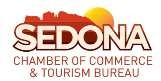 SEDONA
CHAMBER OF COMMERCE
& TOURISM BUREAU